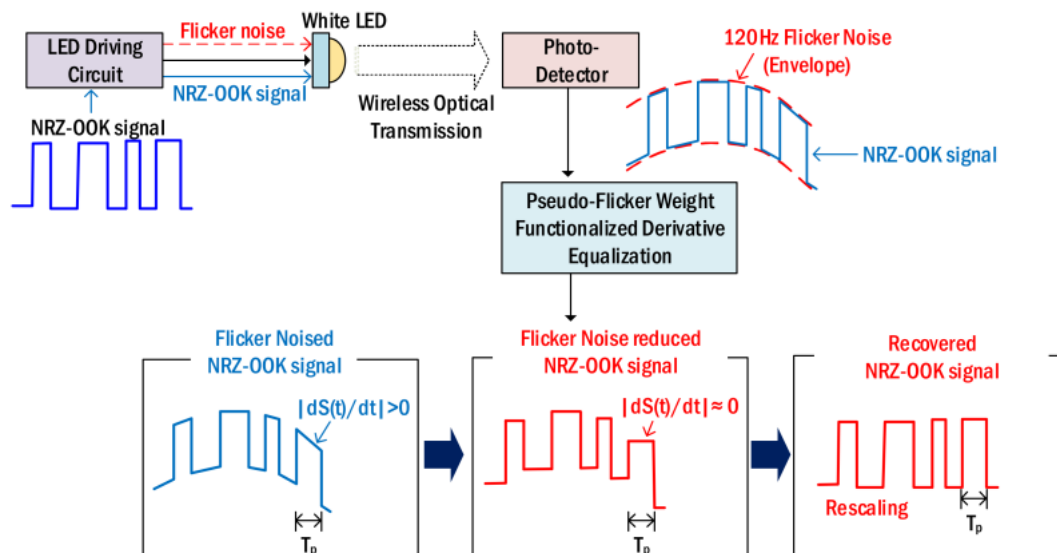 Flicker noise
White LED
LED Driving
Circuit
NRZ-OOK signal
NRZ-OOK signal
Wireless Optical
Transmission
Photo-
Detector
120Hz Flicker Noise
(Envelope)
NRZ-OOK signal
Pseudo-Flicker Weight
Functionalized Derivative
Equalization
Flicker Noised
NRZ-OOK signal
|dS(t)/dt|>0
Tp
Flicker Noise reduced
NRZ-OOK signal
|dS(t)/dt|≈ 0
Tp
Recovered
NRZ-OOK signal
Rescaling
Tp